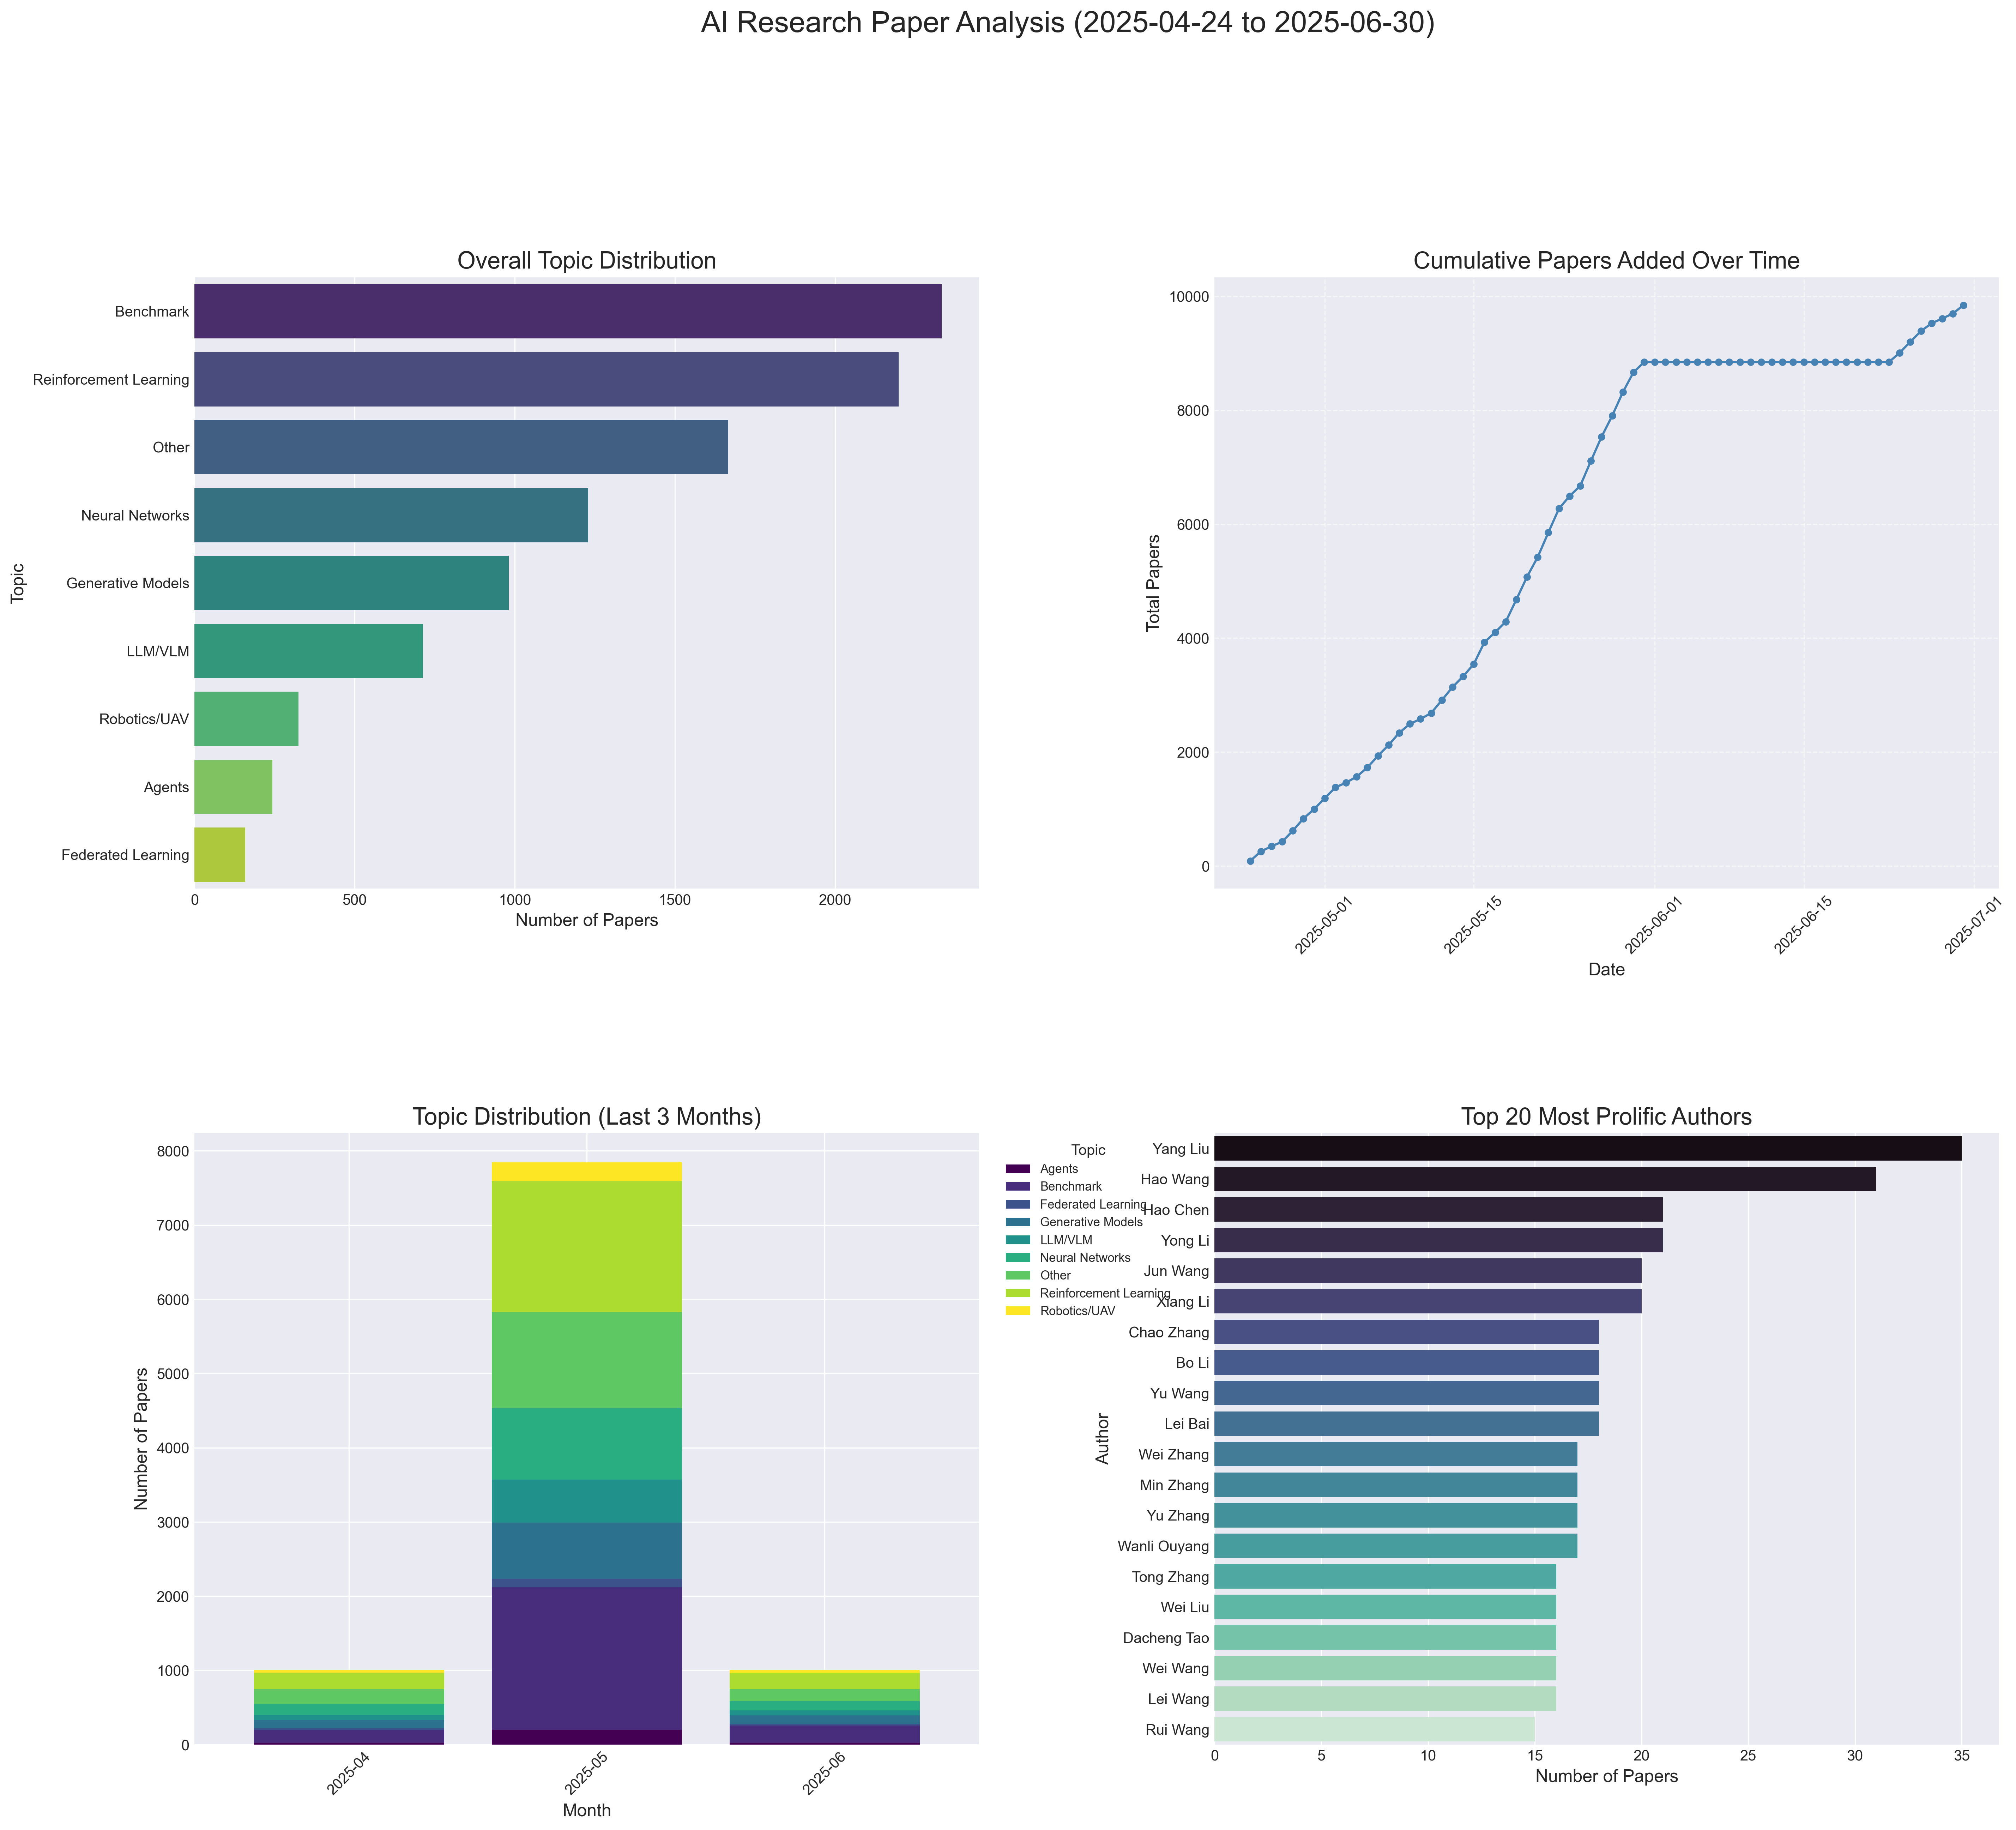 AI Research Paper Analysis (2025-04-24 to 2025-06-30)
Overall Topic Distribution
Topic
Benchmark
Reinforcement Learning
Other
Neural Networks
Generative Models
LLM/VLM
Robotics/UAV
Agents
Federated Learning
0 500 1000 1500 2000
Number of Papers
Cumulative Papers Added Over Time
Total Papers
10000
8000
6000
4000
2000
0
2025-05-01 2025-05-15 2025-06-01 2025-06-15 2025-07-01
Date
Topic Distribution (Last 3 Months)
Number of Papers
8000
7000
6000
5000
4000
3000
2000
1000
0
2025-04 2025-05 2025-06
Month
Topic
Agents
Benchmark
Federated Learning
Generative Models
LLM/VLM
Neural Networks
Other
Reinforcement Learning
Robotics/UAV
Top 20 Most Prolific Authors
Author
Yang Liu
Hao Wang
Hao Chen
Yong Li
Jun Wang
Xiang Li
Chao Zhang
Bo Li
Yu Wang
Lei Bai
Wei Zhang
Min Zhang
Yu Zhang
Wanli Ouyang
Tong Zhang
Wei Liu
Dacheng Tao
Wei Wang
Lei Wang
Rui Wang
0 5 10 15 20 25 30 35
Number of Papers